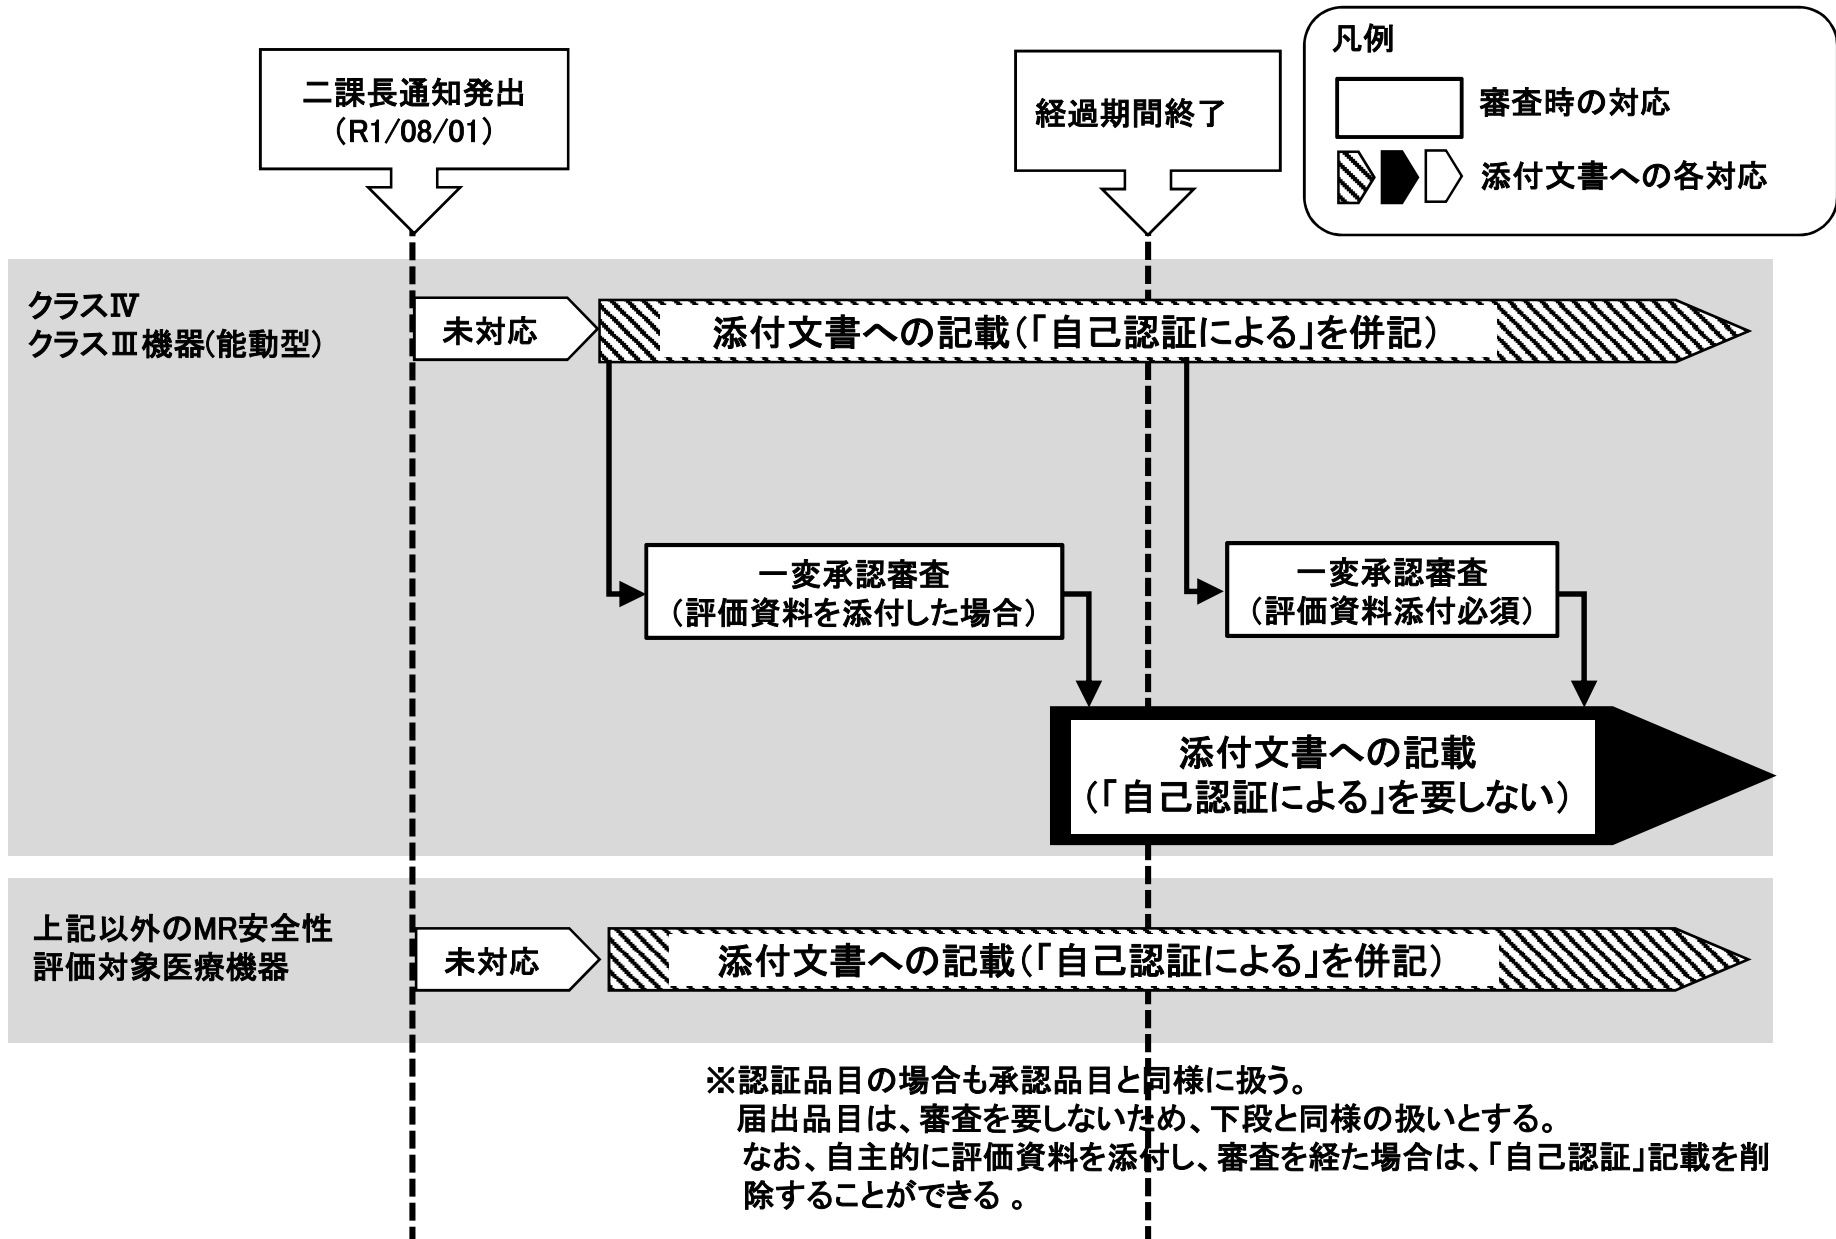 二課長通知発出
（R1/08/01）
経過期間終了
凡例
審査時の対応
添付文書への各対応
クラスⅣ
クラスⅢ機器(能動型)
未対応
添付文書への記載（「自己認証による」を併記）
一変承認審査
（評価資料を添付した場合）
一変承認審査
（評価資料添付必須）
添付文書への記載
（「自己認証による」を要しない）
上記以外のMR安全性
評価対象医療機器
未対応
添付文書への記載（「自己認証による」を併記）
※認証品目の場合も承認品目と同様に扱う。
届出品目は、審査を要しないため、下段と同様の扱いとする。
なお、自主的に評価資料を添付し、審査を経た場合は、「自己認証」記載を削
除することができる 。